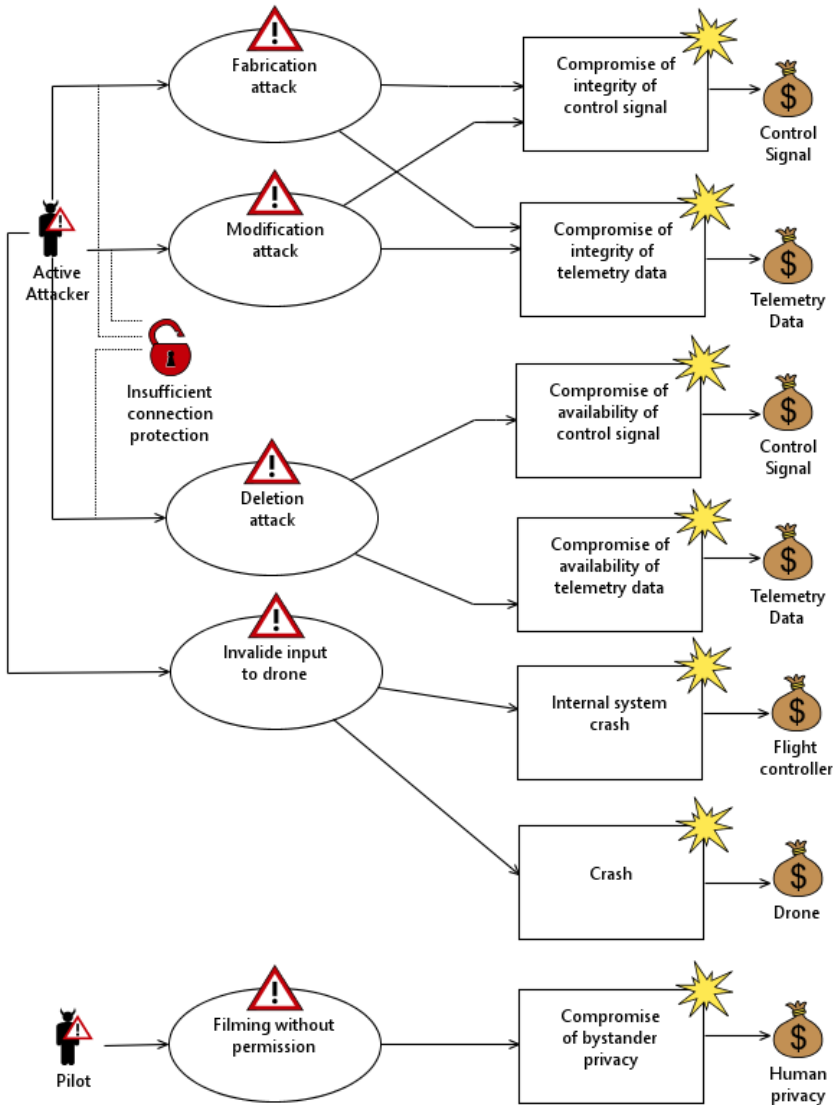 Fabrication
attack
Compromise of
integrity of
control signal
$
Control
Signal
Active
Attacker
Modification
attack
Compromise of
integrity of
telemetry data
$
Telemetry
Data
Insufficient
connection
protection
Compromise of
availability of
control signal
$
Control
Signal
Deletion
attack
Compromise of
availability of
telemetry data
$
Telemetry
Data
Invalide input
to drone
Internal system
crash
$
Flight
controller
Crash
$
Drone
Pilot
Filming without
permission
Compromise
of bystander
privacy
$
Human
privacy